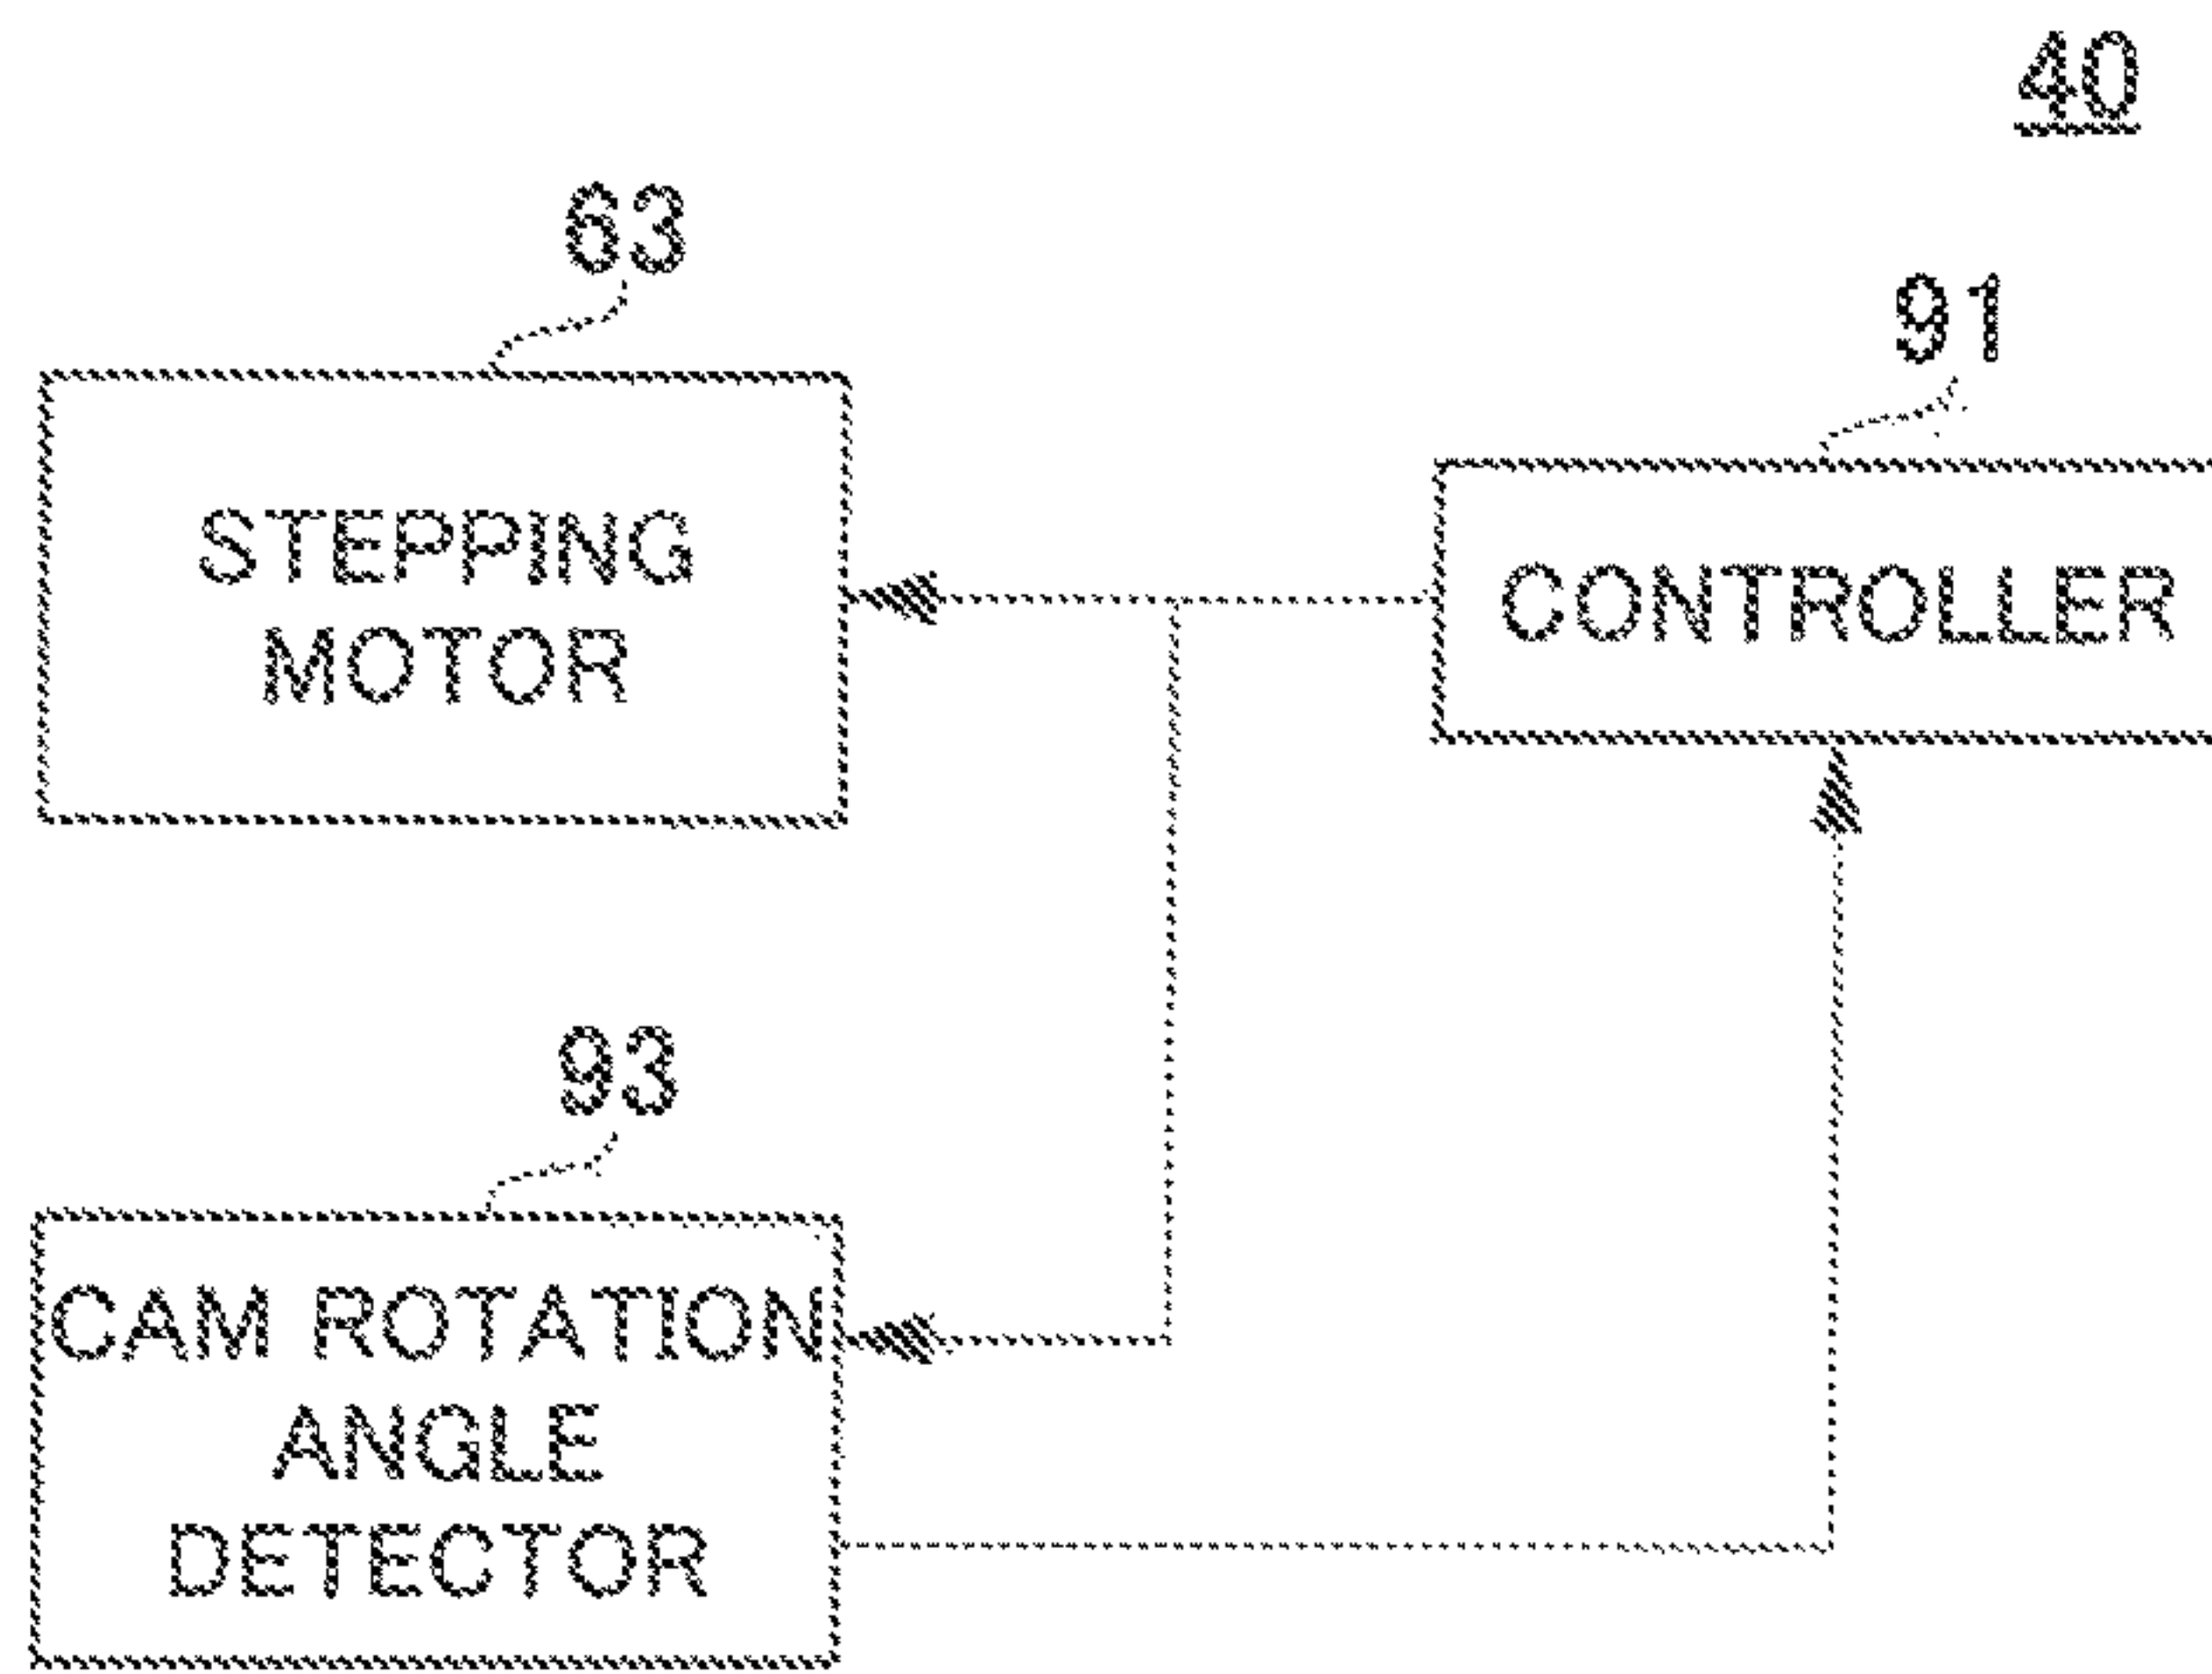 40
63
91
STEPPING
MOTOR
CONTROLLER
93
CAM ROTATION
ANGLE
DETECTOR